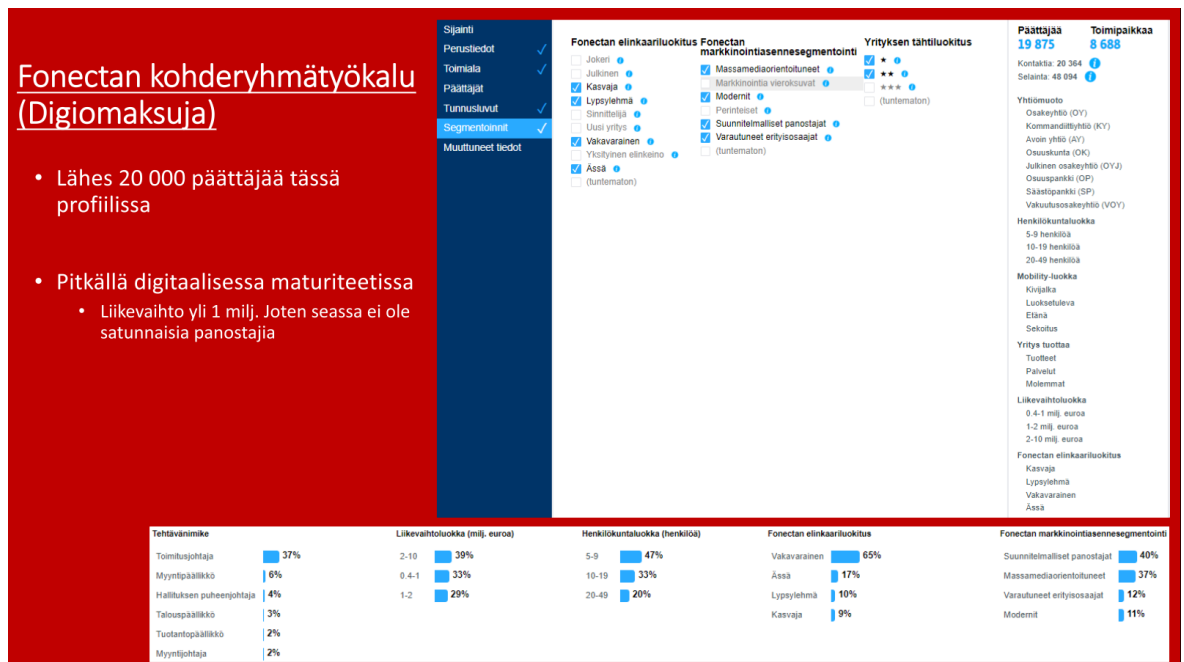 Fonectan kohderyhmätyökalu
(Digiomaksuja)
• Lähes 20 000 päättäjää tässä
profiilissa
• Pitkällä digitaalisessa maturiteetissa
• Liikevaihto yli 1 milj. Joten seassa ei ole
satunnaisia panostajia
Sijainti
Perustiedot
Toimiala
Päättäjät
Tunnusluvut
Segmentoinnit
Muuttuneet tiedot
Fonectan elinkaariluokitus
Jokeri
Julkinen
Kasvaja
Lypsylehmä
Sinnittelijä
Uusi yritys
Vakavarainen
Yksityinen elinkeino
Ässä
(tuntematon)
Fonectan
markkinointiasennesegmentointi
Massamediaorientoituneet
Markkinointia vieroksuvat
Modernit
Perinteiset
Suunnitelmalliset panostajat
Varautuneet erityisosaajat
(tuntematon)
Yrityksen tähtiluokitus
★
★★
★★★
(tuntematon)
Päättäjää Toimipaikkaa
19 875 8 688
Kontaktia: 20 364
Selainta: 48 094
Yhtiömuoto
Osakeyhtiö (OY)
Kommandiittiyhtiö (KY)
Avoin yhtiö (AY)
Osuuskunta (OK)
Julkinen osakeyhtiö (OYJ)
Osuuspankki (OP)
Säästöpankki (SP)
Vakuutusosakeyhtiö (VOY)
Henkilökuntaluokka
5-9 henkilöä
10-19 henkilöä
20-49 henkilöä
Mobility-luokka
Kivijalka
Luoksetuleva
Etänä
Sekoitus
Yritys tuottaa
Tuotteet
Palvelut
Molemmat
Liikevaihtoluokka
0.4-1 milj. euroa
1-2 milj. euroa
2-10 milj. euroa
Fonectan elinkaariluokitus
Kasvaja
Lypsylehmä
Vakavarainen
Ässä
Tehtävänimike
Toimitusjohtaja 37%
Myyntipäällikkö 6%
Hallituksen puheenjohtaja 4%
Talouspäällikkö 3%
Tuotantopäällikkö 2%
Myyntijohtaja 2%
Liikevaihtoluokka (milj. euroa)
2-10 39%
0.4-1 33%
1-2 29%
Henkilökuntaluokka (henkilöä)
5-9 47%
10-19 33%
20-49 20%
Fonectan elinkaariluokitus
Vakavarainen 65%
Ässä 17%
Lypsylehmä 10%
Kasvaja 9%
Fonectan markkinointiasennesegmentointi
Suunnitelmalliset panostajat 40%
Massamediaorientoituneet 37%
Varautuneet erityisosaajat 12%
Modernit 11%